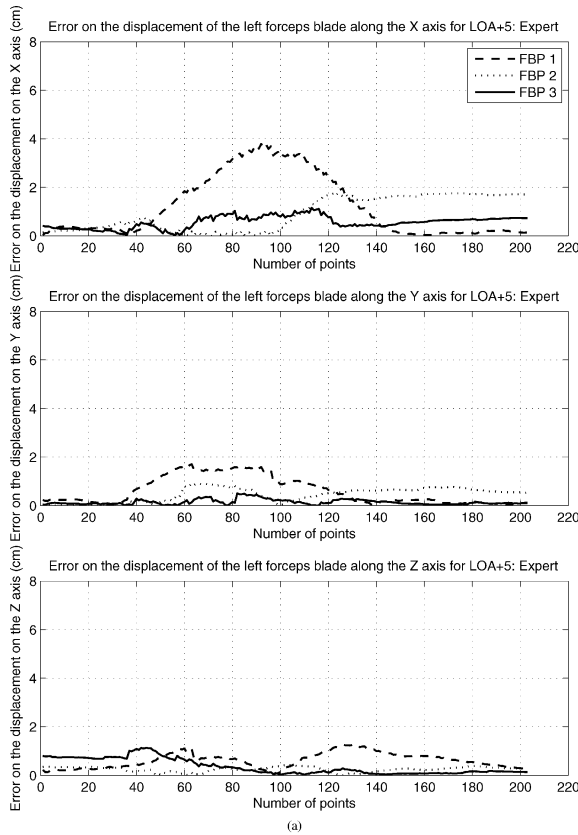 Error on the displacement of the left forceps blade along the X axis for LOA+5: Expert
Error on the displacement on the X axis (cm)
8
6
4
2
0
FBP 1
FBP 2
FBP 3
0 20 40 60 80 100 120 140 160 180 200 220
Number of points
Error on the displacement of the left forceps blade along the Y axis for LOA+5: Expert
Error on the displacement on the Y axis (cm)
8
6
4
2
0
0 20 40 60 80 100 120 140 160 180 200 220
Number of points
Error on the displacement of the left forceps blade along the Z axis for LOA+5: Expert
Error on the displacement on the Z axis (cm)
8
6
4
2
0
0 20 40 60 80 100 120 140 160 180 200 220
Number of points
(a)